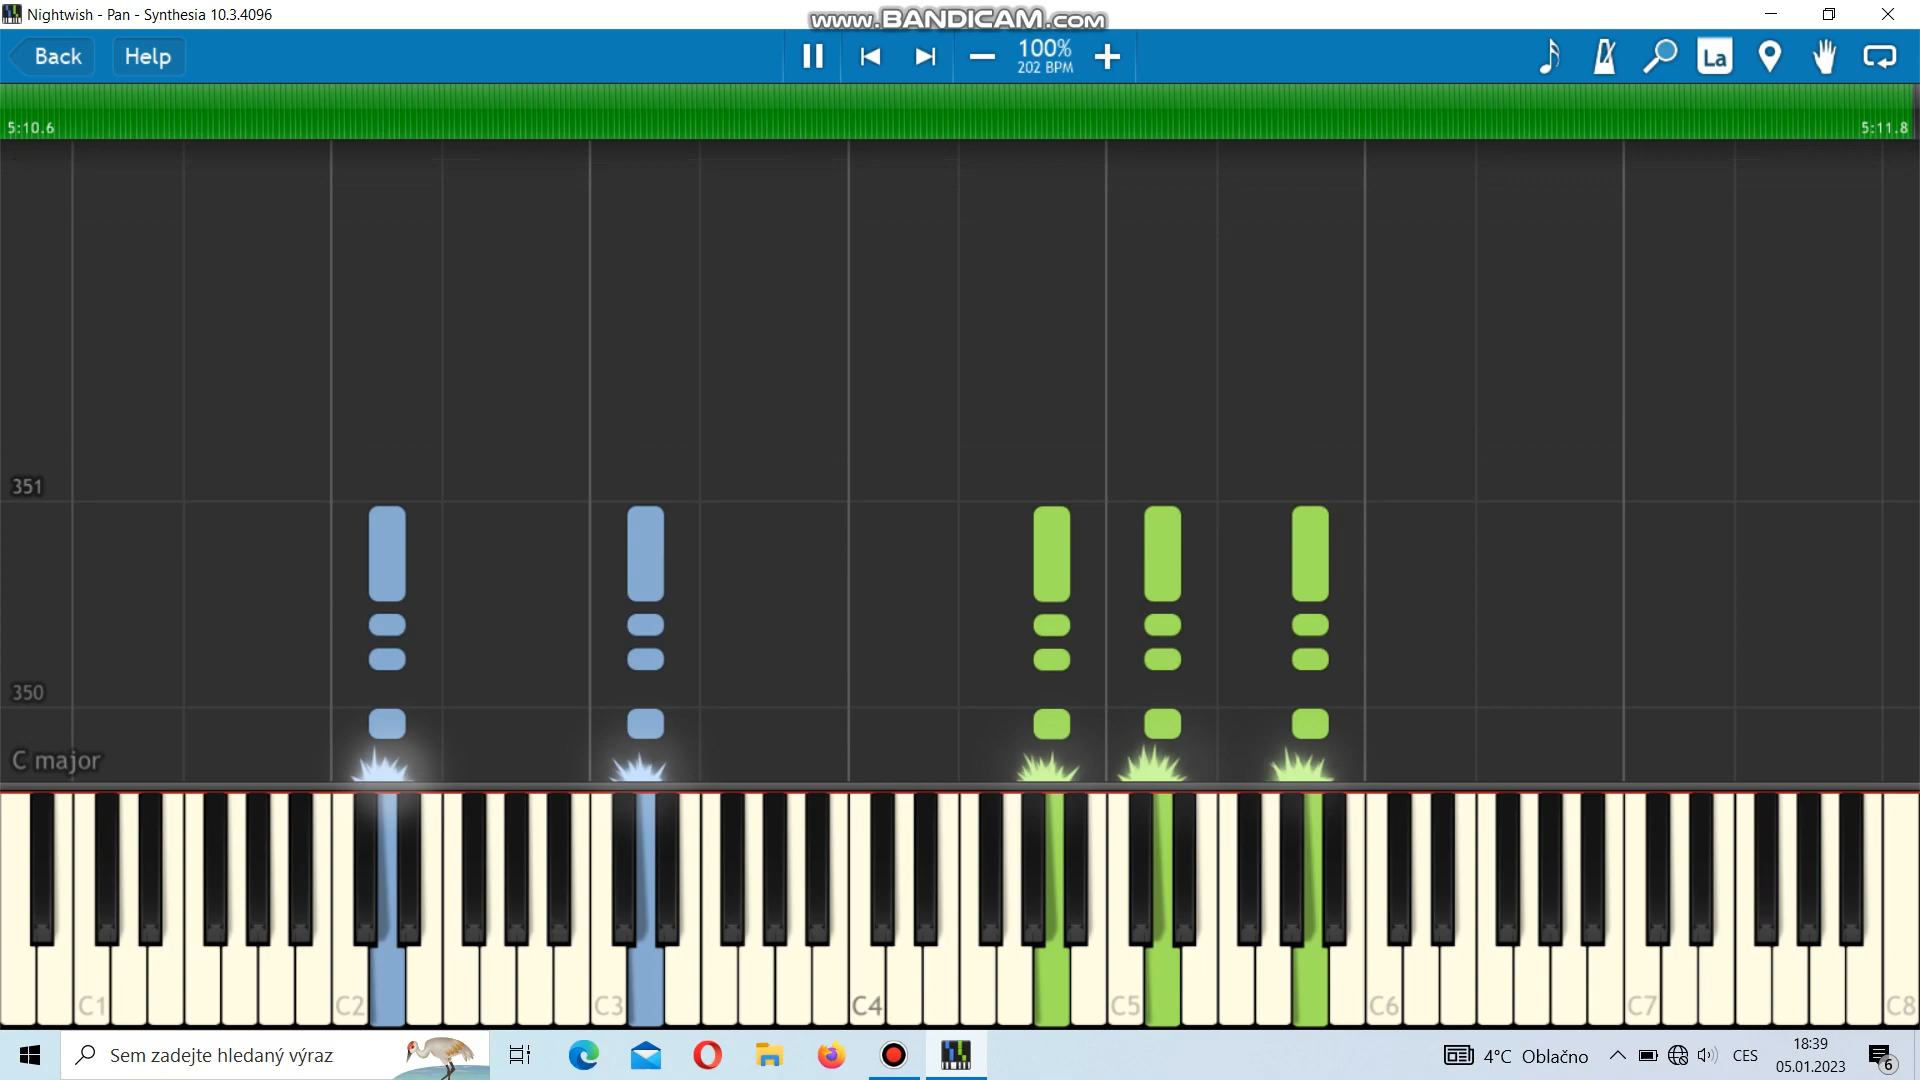 Nightwish - Pan - Synthesia 10.3.4096
www.BANDICAM.com
Back
Help
100%
202 BPM
La
5:10.6
5:11.8
351
350
C major
C1
C2
C3
C4
C5
C6
C7
C8
Sem zadejte hledaný výraz
4°C Oblačno
CES
18:39
05.01.2023
6